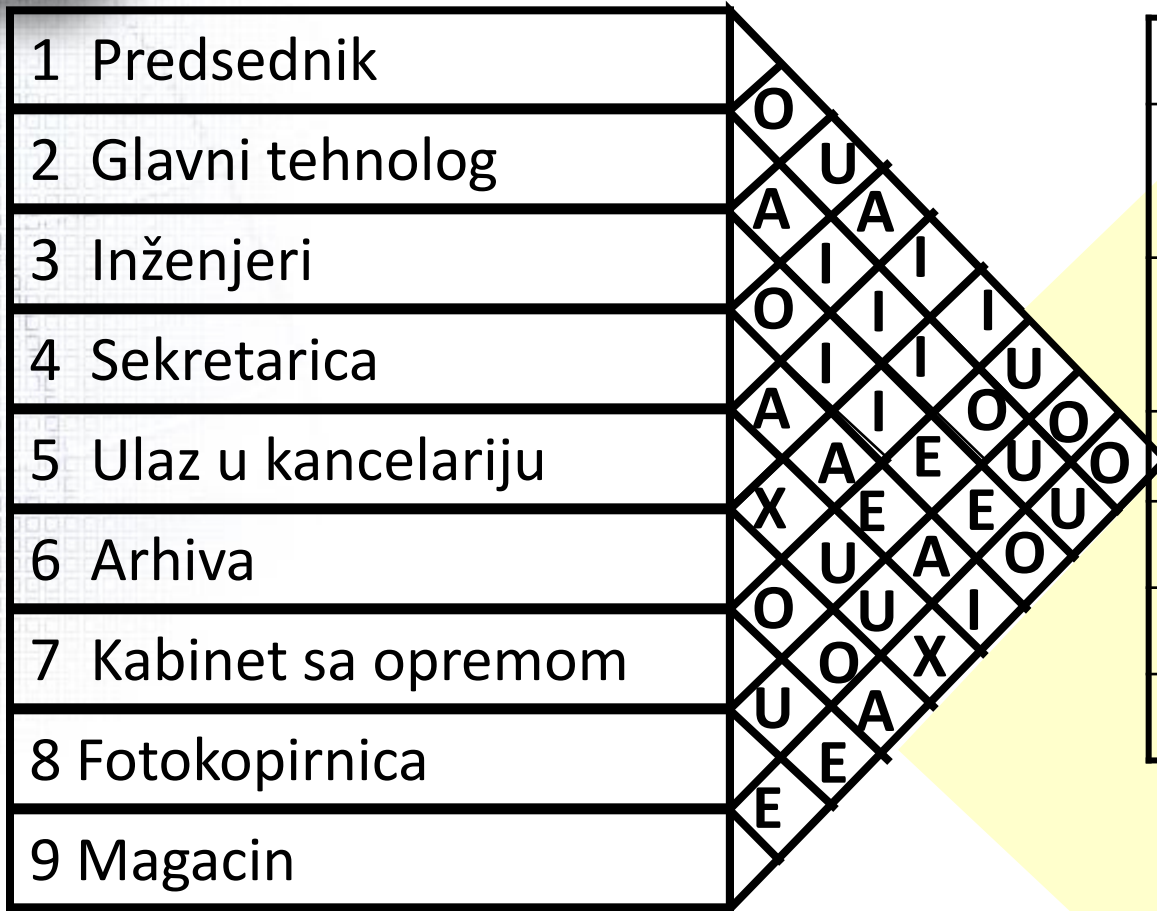 1 Predsednik
O
2 Glavni tehnolog U
A A
3 Inženjeri I I
O I I
4 Sekretarica I I U
A I O O
5 Ulaz u kancelariju A E U O
X E E U
6 Arhiva U A O
O U I
7 Kabinet sa opremom O X
U A
8 Fotokopirnica E
E
9 Magacin